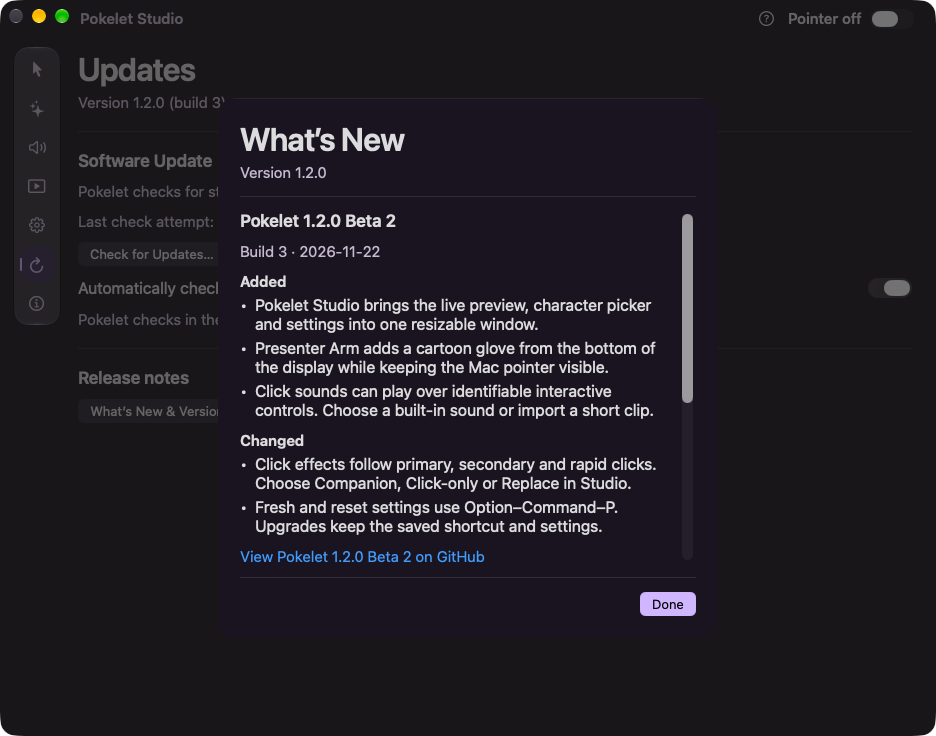 Pokelet Studio
Pointer off
Updates
Version 1.2.0 (build 3)
Software Update
Pokelet checks for
Last check attempt:
Check for Updates...
Automatically
Pokelet checks in the
Release notes
What's New &
What's New
Version 1.2.0
Pokelet 1.2.0 Beta 2
Build 3 · 2026-11-22
Added
• Pokelet Studio brings the live preview, character picker
and settings into one resizable window.
• Presenter Arm adds a cartoon glove from the bottom of
the display while keeping the Mac pointer visible.
• Click sounds can play over identifiable interactive
controls. Choose a built-in sound or import a short clip.
Changed
• Click effects follow primary, secondary and rapid clicks.
Choose Companion, Click-only or Replace in Studio.
• Fresh and reset settings use Option–Command–P.
Upgrades keep the saved shortcut and settings.
View Pokelet 1.2.0 Beta 2 on GitHub
Done